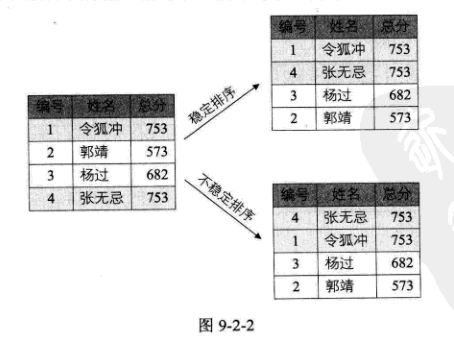 编号 姓名 总分
1 令狐冲 753
2 郭靖 573
3 杨过 682
4 张无忌 753
稳定排序
编号 姓名 总分
1 令狐冲 753
4 张无忌 753
3 杨过 682
2 郭靖 573
不稳定排序
编号 姓名 总分
4 张无忌 753
1 令狐冲 753
3 杨过 682
2 郭靖 573
图 9-2-2